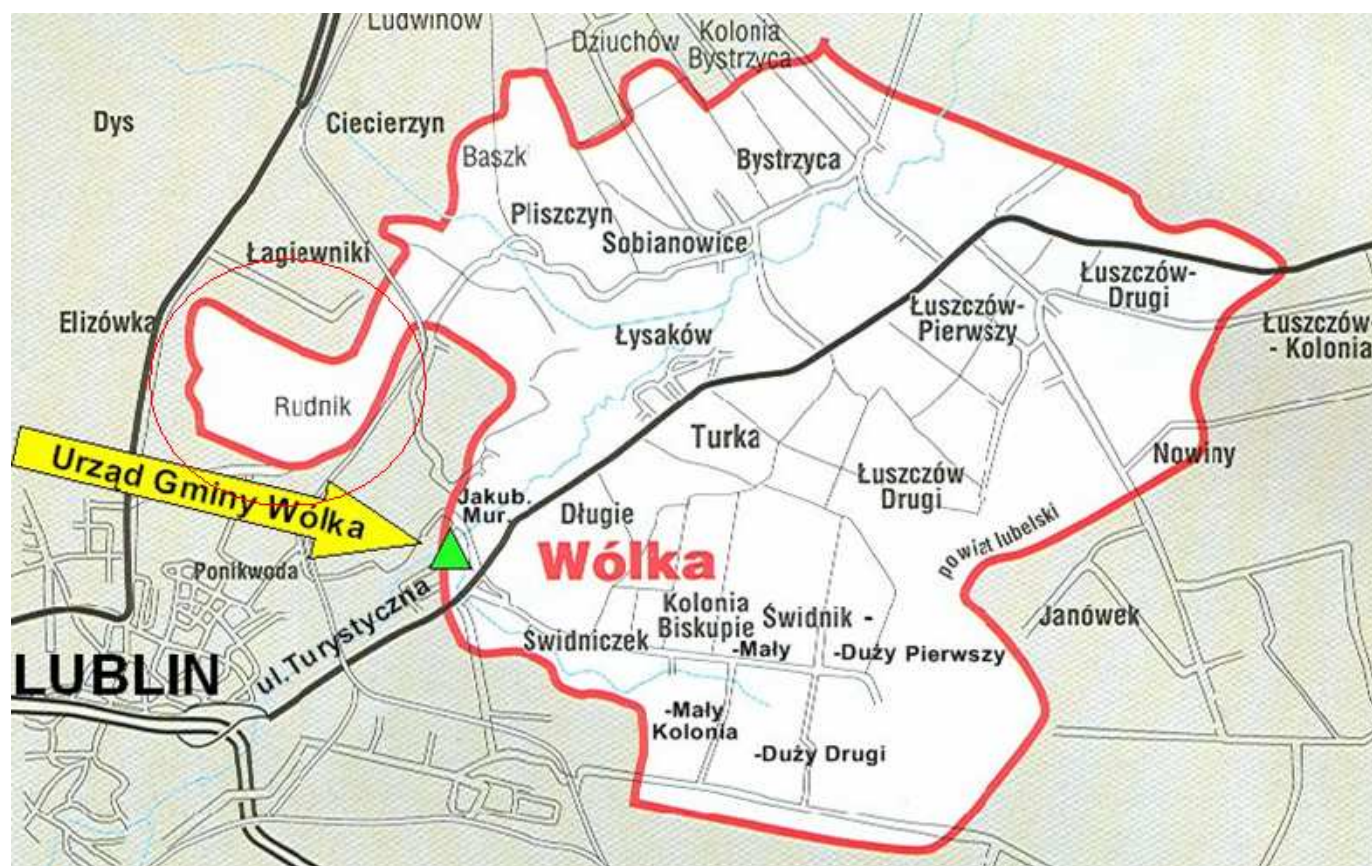 Ludwinów
Dziuchów
Kolonia
Bystrzyca
Dys
Ciecierzyn
Baszk
Bystrzyca
Pliszczyn
Sobianowice
Łagiewniki
Elizówka
Łuszczów-
Drugi
Łuszczów-
Pierwszy
Łuszczów
- Kolonia
Łysaków
Rudnik
Turka
Nowiny
Urząd Gminy Wólka
Jakub.
Mur.
Długie
Łuszczów
Drugi
powiat lubelski
Wólka
Ponikwoda
Kolonia
Biskupie
Świdnik -
Janówek
ul. Turystyczna
Świdniczek
-Mały
-Duży Pierwszy
LUBLIN
-Mały
Kolonia
-Duży Drugi